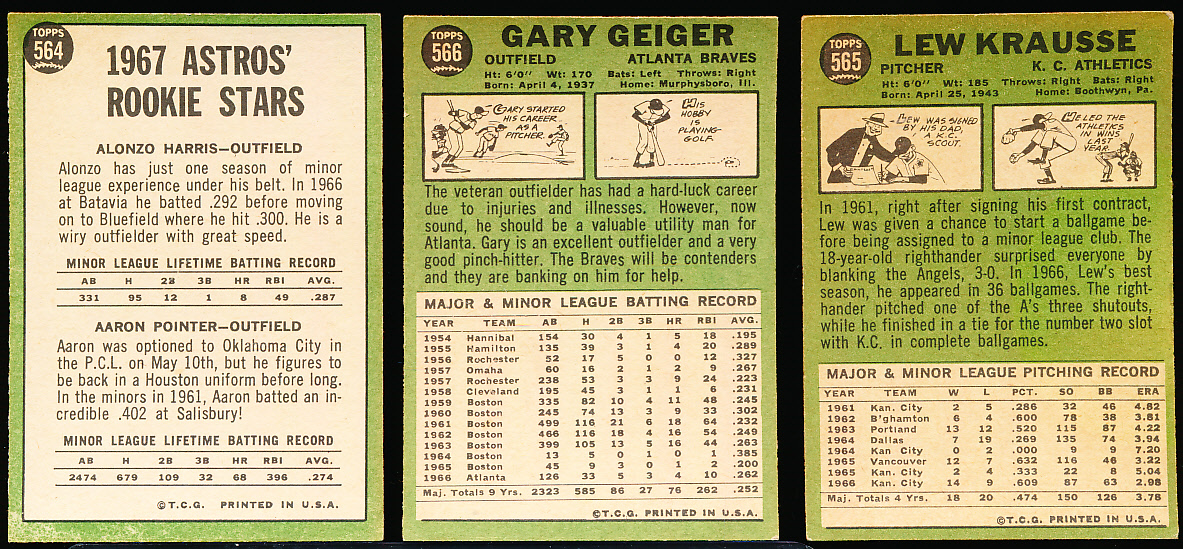 TOPPS
564
1967 ASTROS'
ROOKIE STARS
ALONZO HARRIS—OUTFIELD
Alonzo has just one season of minor
league experience under his belt. In 1966
at Batavia he batted .292 before moving
on to Bluefield where he hit .300. He is a
wiry outfielder with great speed.
MINOR LEAGUE LIFETIME BATTING RECORD
AB H 2B 3B HR RBI AVG.
331 95 12 1 8 49 .287
AARON POINTER—OUTFIELD
Aaron was optioned to Oklahoma City in
the P.C.L. on May 10th, but he figures to
be back in a Houston uniform before long.
In the minors in 1961, Aaron batted an in-
credible .402 at Salisbury!
MINOR LEAGUE LIFETIME BATTING RECORD
AB H 2B 3B HR RBI AVG.
2474 679 109 32 68 396 .274
©T.C.G. PRINTED IN U.S.A.
TOPPS
566
GARY GEIGER
OUTFIELD ATLANTA BRAVES
Ht: 6'0" Wt: 170 Bats: Left Throws: Right
Born: April 4, 1937 Home: Murphysboro, Ill.
GARY STARTED
HIS CAREER
AS A
PITCHER.
HIS
HOBBY
IS
PLAYING
GOLF.
The veteran outfielder has had a hard-luck career
due to injuries and illnesses. However, now
sound, he should be a valuable utility man for
Atlanta. Gary is an excellent outfielder and a very
good pinch-hitter. The Braves will be contenders
and they are banking on him for help.
MAJOR & MINOR LEAGUE BATTING RECORD
YEAR TEAM AB H 2B 3B HR RBI AVG.
1954 Hannibal 154 30 4 1 5 18 .195
1955 Hamilton 135 39 3 1 4 20 .289
1956 Rochester 52 17 5 0 0 12 .327
1957 Omaha 60 16 2 1 2 9 .267
1957 Rochester 238 53 3 3 9 24 .223
1958 Cleveland 195 45 3 1 1 6 .231
1959 Boston 335 82 10 4 11 48 .245
1960 Boston 245 74 13 3 9 33 .302
1961 Boston 499 116 21 6 18 64 .232
1962 Boston 466 116 18 4 16 54 .249
1963 Boston 399 105 13 5 16 44 .263
1964 Boston 13 5 0 1 0 1 .385
1965 Boston 45 9 3 0 1 2 .200
1966 Atlanta 126 33 5 3 4 10 .262
Maj. Totals 9 Yrs. 2323 585 86 27 76 262 .252
©T.C.G. PRINTED IN U.S.A.
TOPPS
565
LEW KRAUSSE
PITCHER K. C. ATHLETICS
Ht: 6'0" Wt: 185 Throws: Right Bats: Right
Born: April 25, 1943 Home: Boothwyn, Pa.
LEW WAS SIGNED
BY HIS DAD,
A K.C.
SCOUT.
HE LED THE
ATHLETICS
IN WINS
LAST
YEAR.
In 1961, right after signing his first contract,
Lew was given a chance to start a ballgame be-
fore being assigned to a minor league club. The
18-year-old righthander surprised everyone by
blanking the Angels, 3-0. In 1966, Lew's best
season, he appeared in 36 ballgames. The right-
hander pitched one of the A's three shutouts,
while he finished in a tie for the number two slot
with K.C. in complete ballgames.
MAJOR & MINOR LEAGUE PITCHING RECORD
YEAR TEAM W L PCT. SO BB ERA
1961 Kan. City 2 5 .286 32 46 4.82
1962 B'ghamton 6 4 .600 78 38 3.81
1963 Portland 13 12 .520 115 87 4.22
1964 Dallas 7 19 .269 135 74 3.94
1964 Kan City 0 2 .000 9 9 7.20
1965 Vancouver 12 7 .632 116 46 3.22
1965 Kan. City 2 4 .333 22 8 5.04
1966 Kan. City 14 9 .609 87 63 2.98
Maj. Totals 4 Yrs. 18 20 .474 150 126 3.78
©T.C.G. PRINTED IN U.S.A.